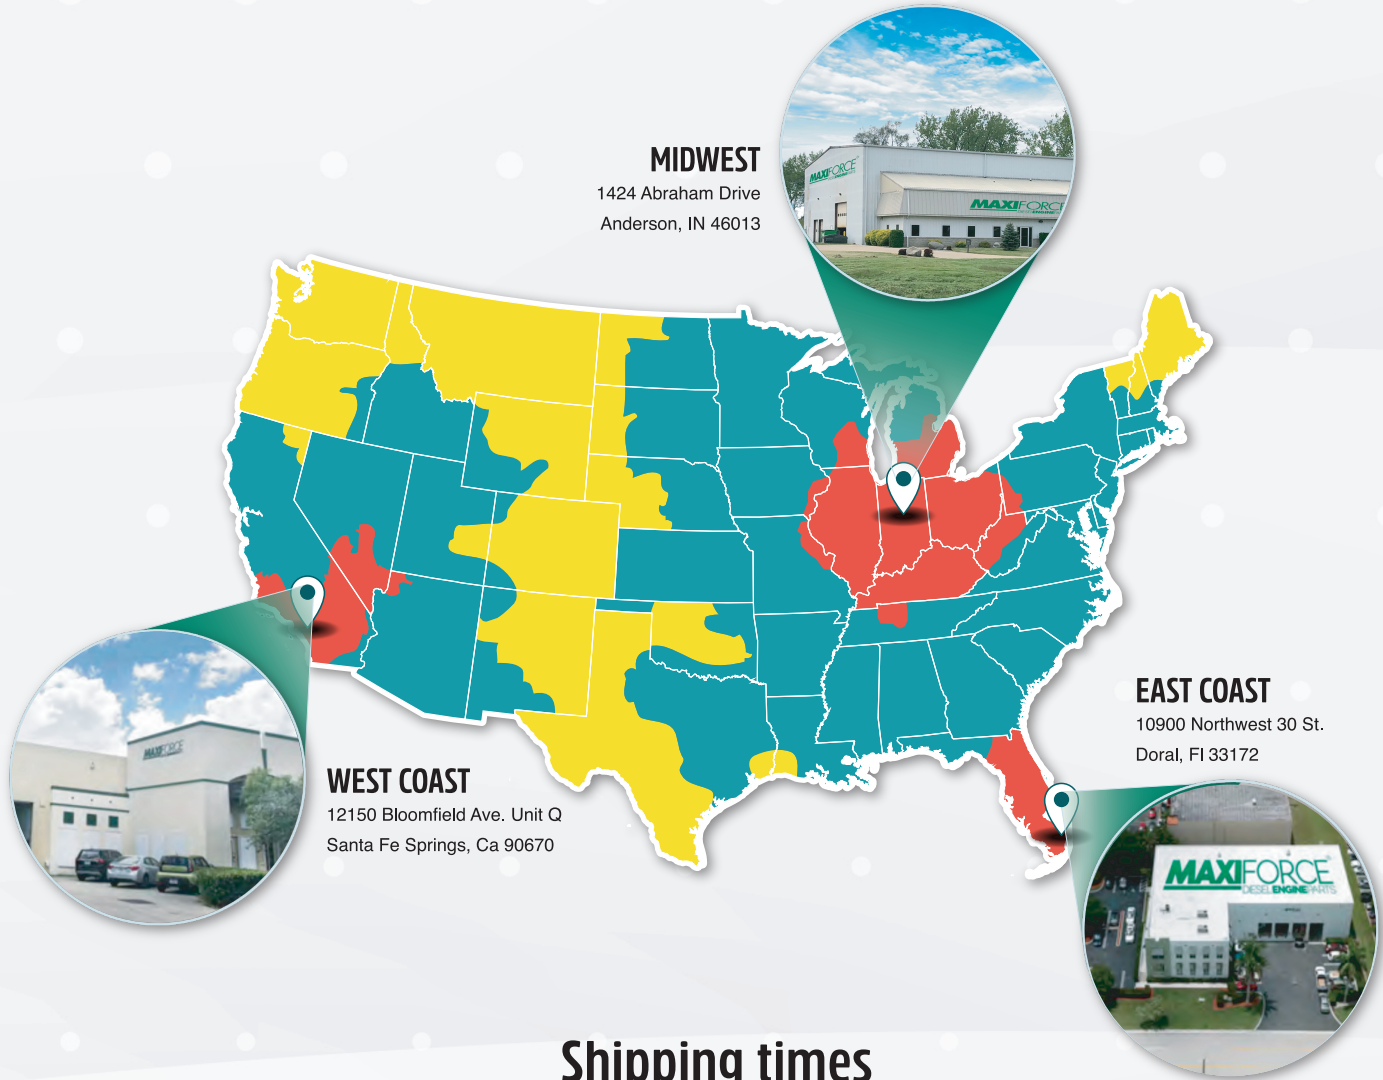 MIDWEST
1424 Abraham Drive
Anderson, IN 46013
MAXIFORCE
MAXIFORCE
WEST COAST
12150 Bloomfield Ave. Unit Q
Santa Fe Springs, Ca 90670
MAXIFORCE
EAST COAST
10900 Northwest 30 St.
Doral, Fl 33172
MAXIFORCE
DIESEL ENGINE PARTS
Shipping times